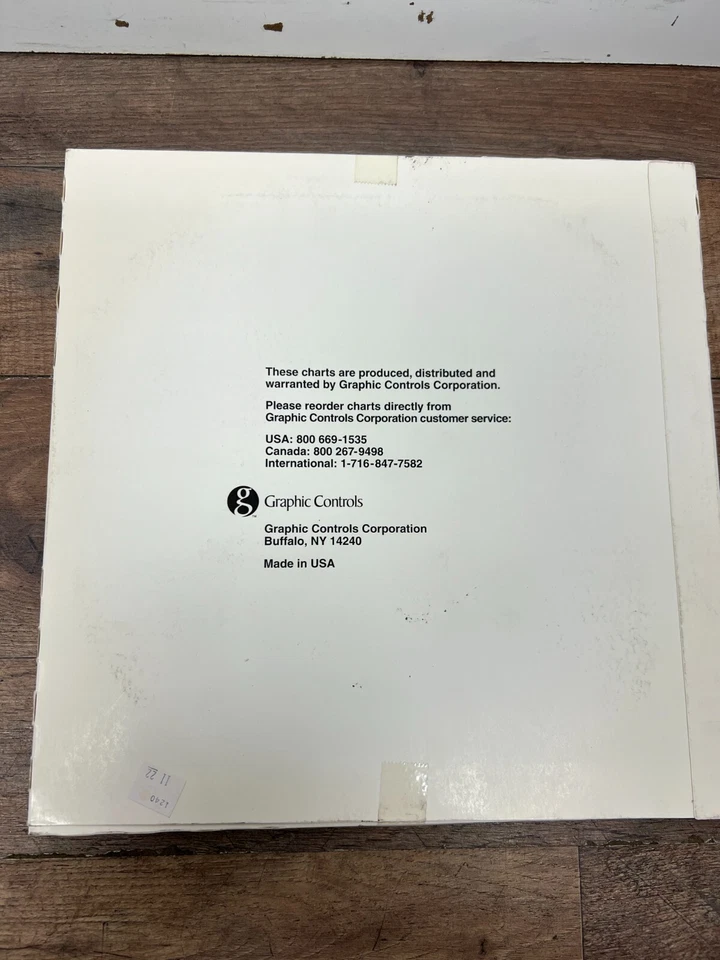 These charts are produced, distributed and
warranted by Graphic Controls Corporation.
Please reorder charts directly from
Graphic Controls Corporation customer service:
USA: 800 669-1535
Canada: 800 267-9498
International: 1-716-847-7582
g Graphic Controls
Graphic Controls Corporation
Buffalo, NY 14240
Made in USA
11 22